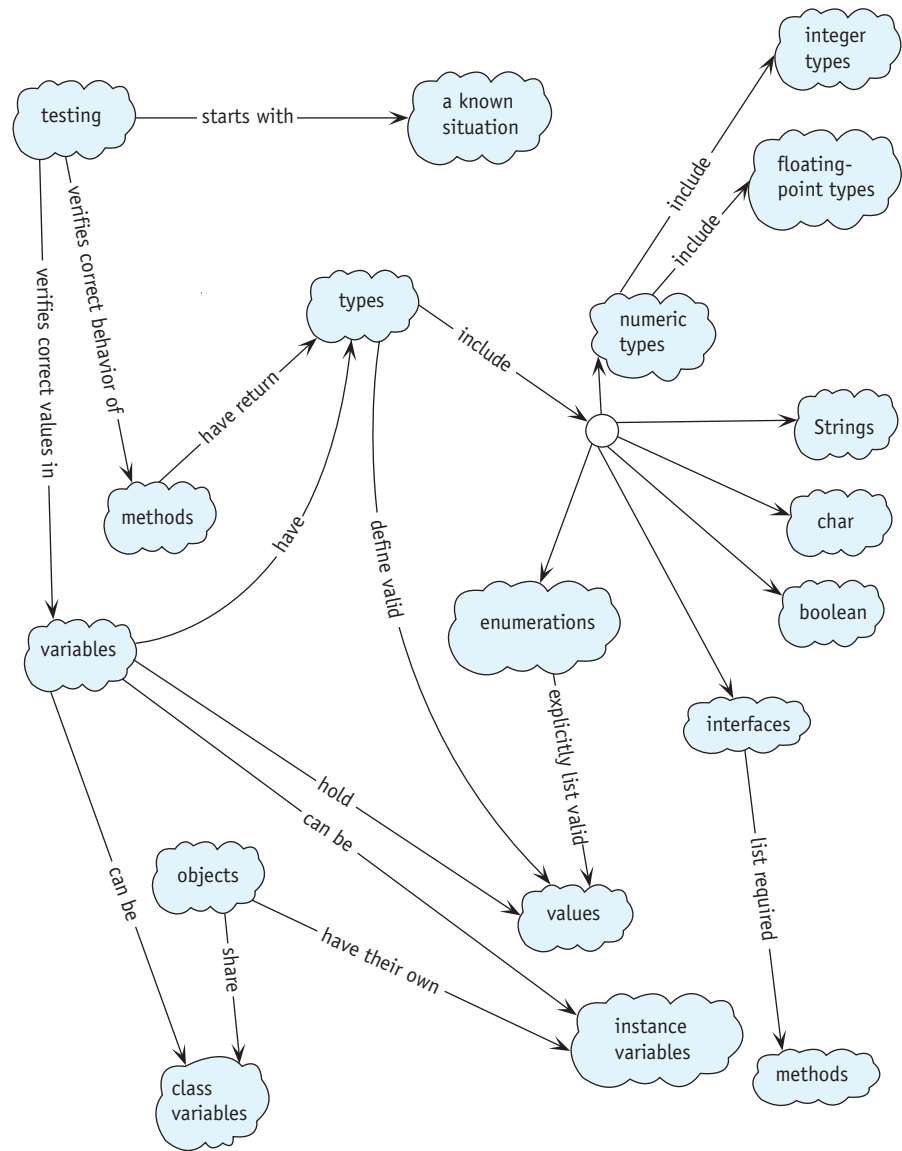 integer
types
testing
starts with
a known
situation
floating-
point types
include
include
verifies correct behavior of
verifies correct values in
types
include
numeric
types
have return
Strings
methods
char
have
define valid
enumerations
boolean
variables
interfaces
explicitly list valid
hold
can be
can be
objects
list required
values
share
have their own
instance
variables
methods
class
variables